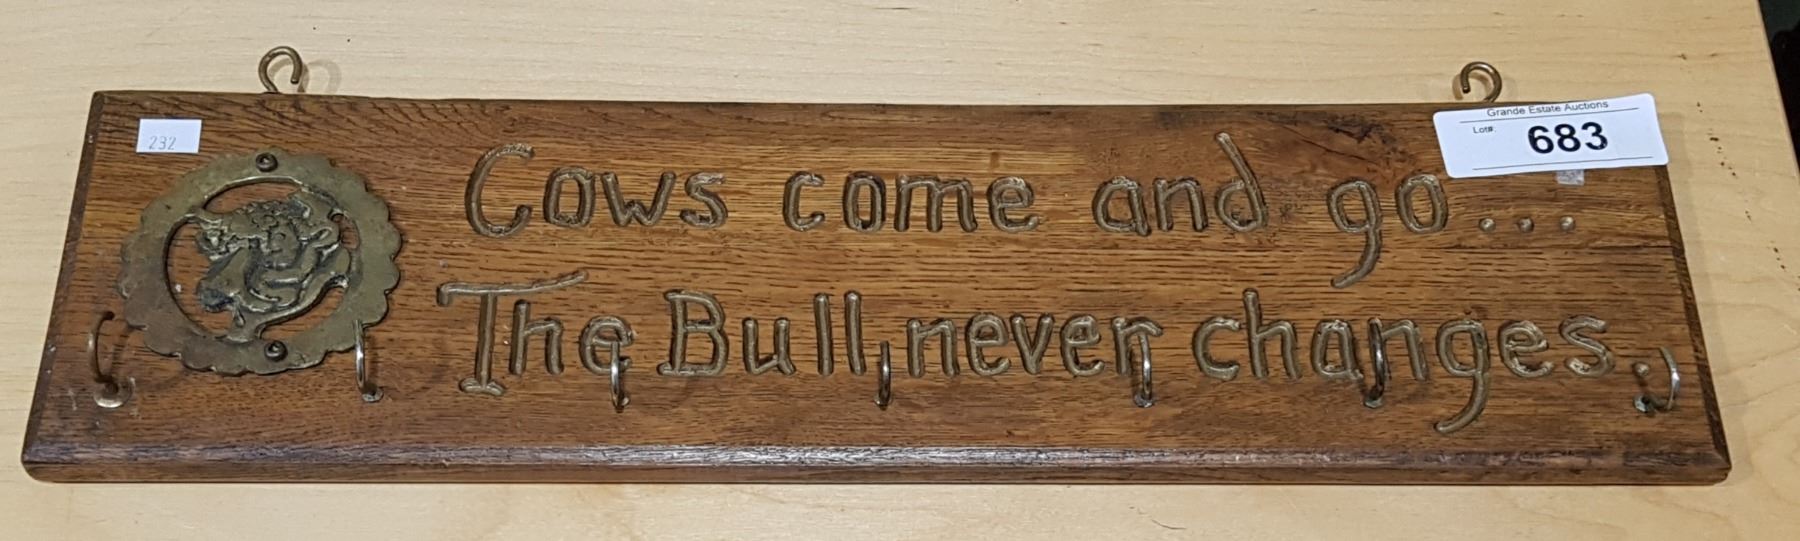 Grande Estate Auctions
Lot#: 683
232
Cows come and go...
The Bull never changes.